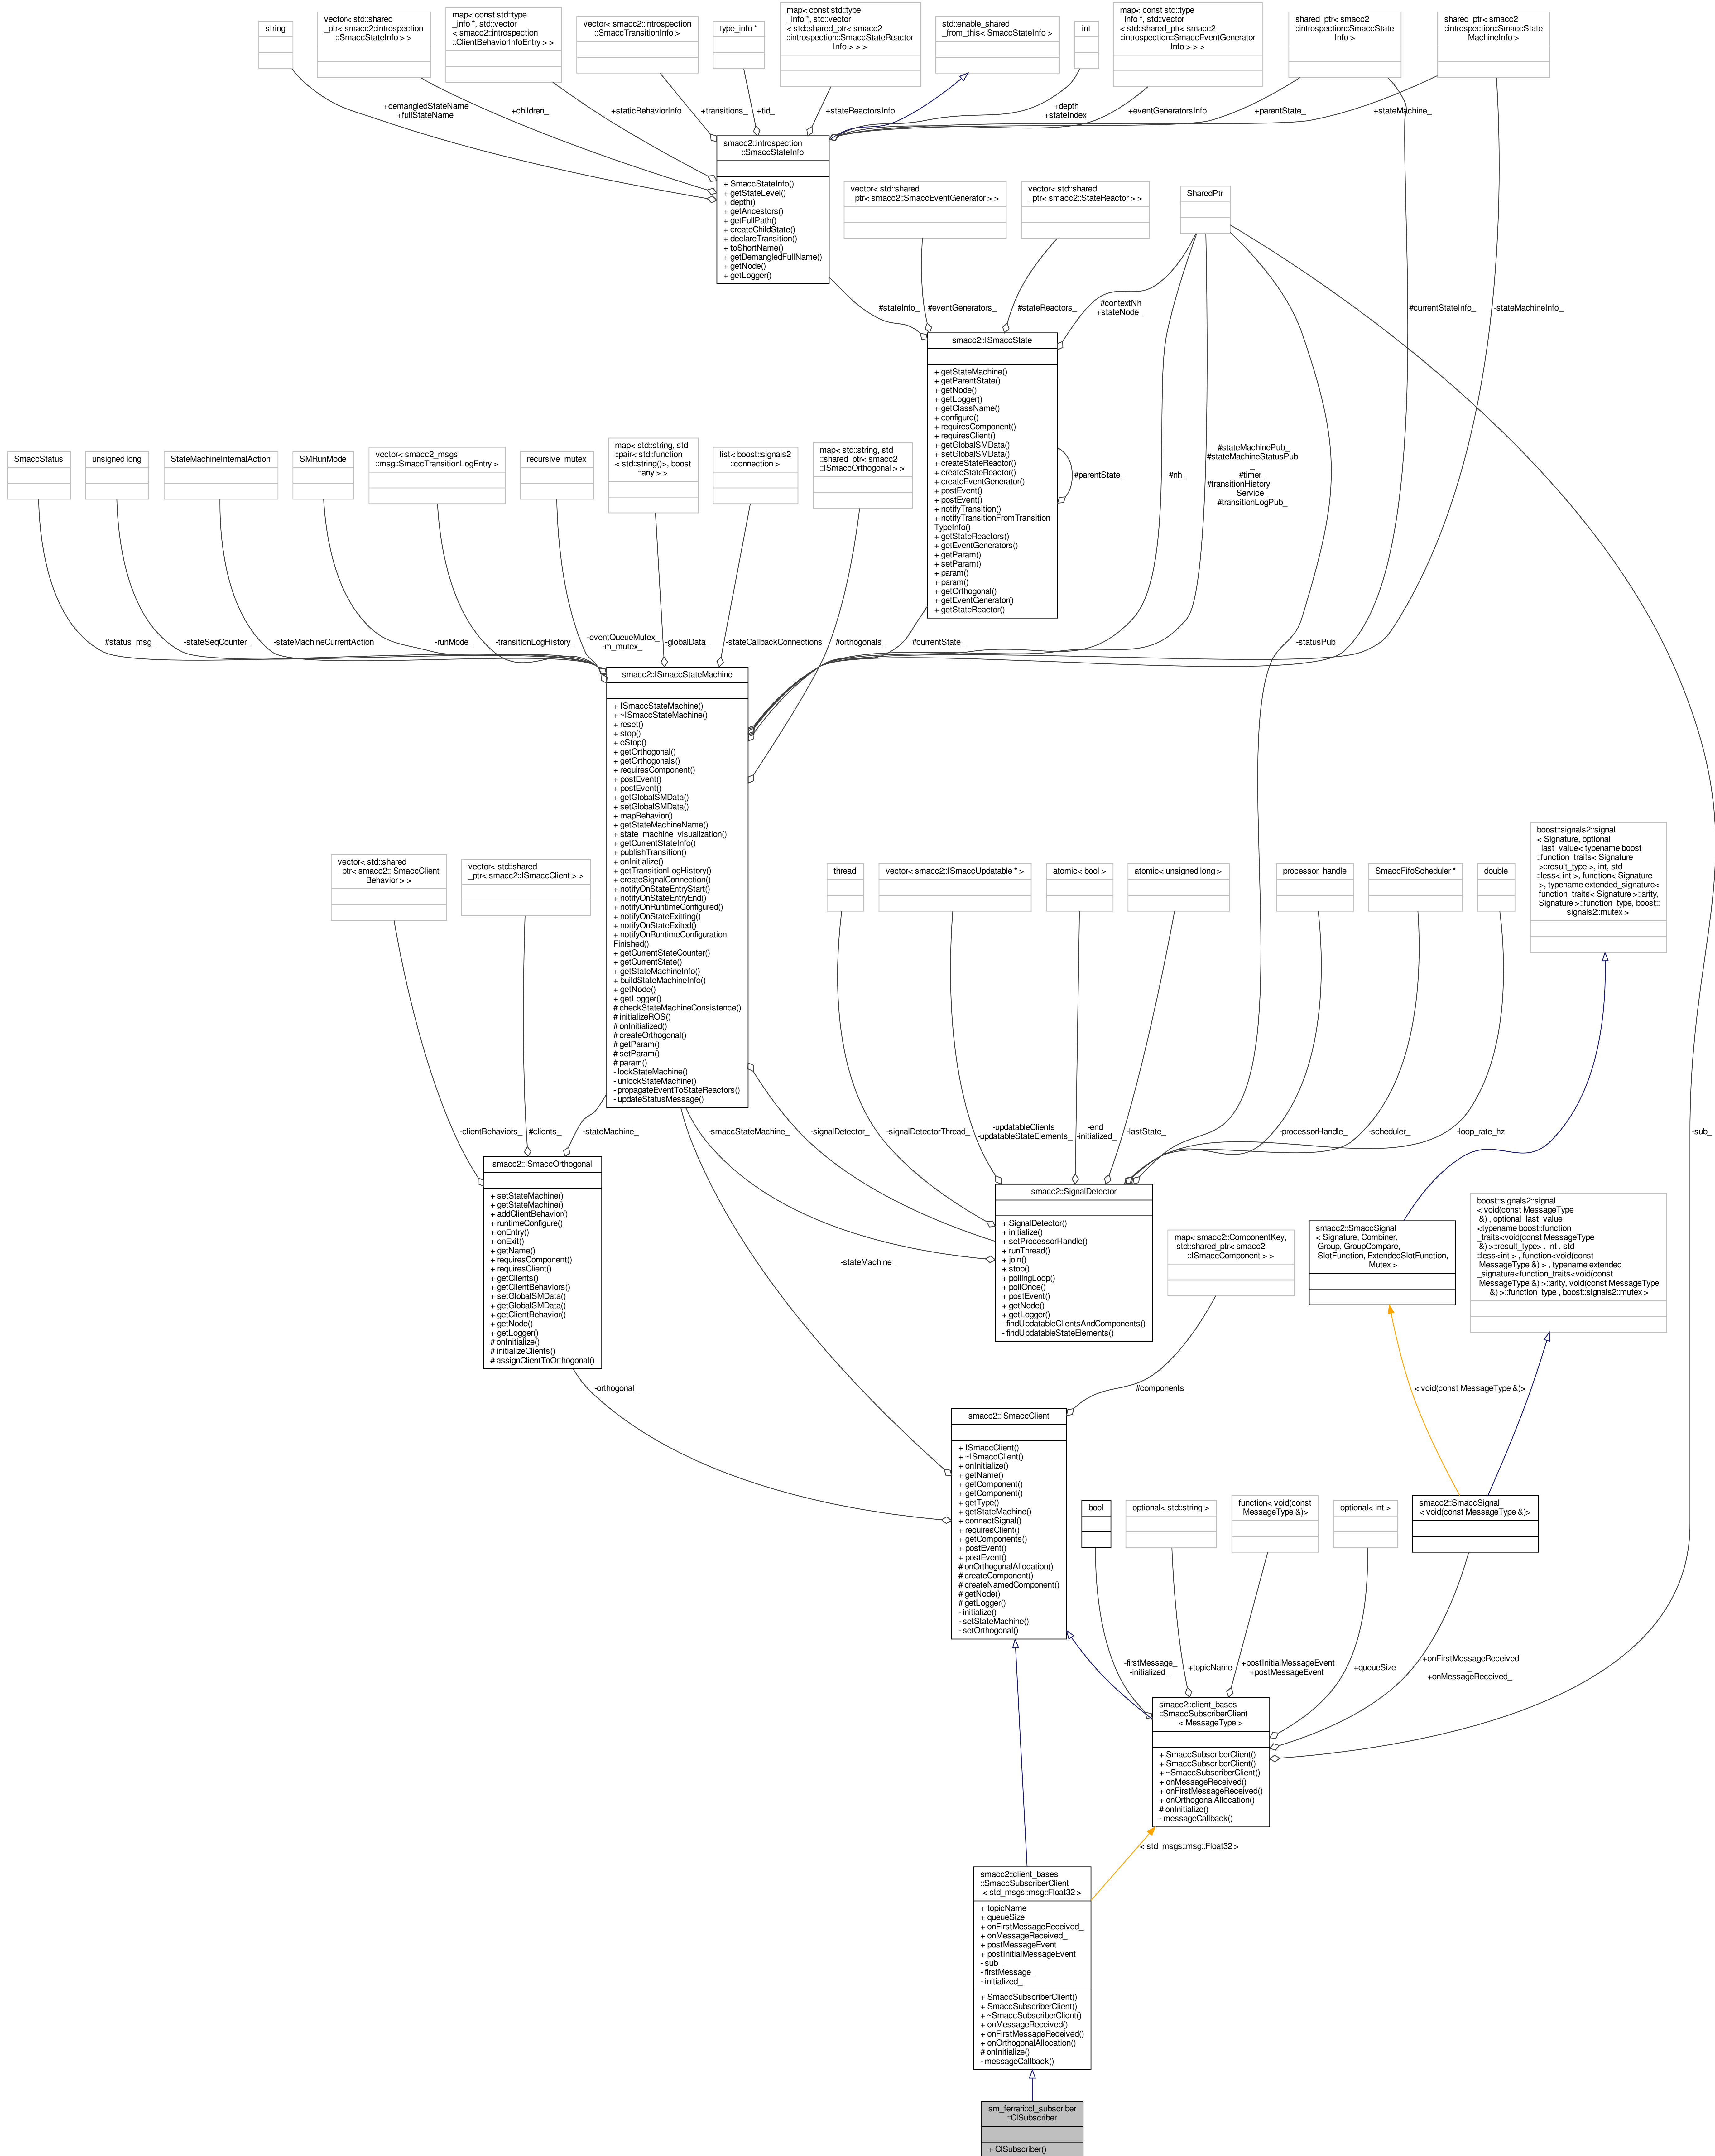 string
vector< std::shared
_ptr< smacc2::introspection
::SmaccStateInfo > >
map< const std::type
_info *, std::vector
< smacc2::introspection
::ClientBehaviorInfoEntry > >
vector< smacc2::introspection
::SmaccTransitionInfo >
type_info *
map< const std::type
_info *, std::vector
< std::shared_ptr< smacc2
::introspection::SmaccStateReactor
Info > > >
std::enable_shared
_from_this< SmaccStateInfo >
int
map< const std::type
_info *, std::vector
< std::shared_ptr< smacc2
::introspection::SmaccEventGenerator
Info > > >
shared_ptr< smacc2
::introspection::SmaccState
Info >
shared_ptr< smacc2
::introspection::SmaccState
MachineInfo >
+demangledStateName
+fullStateName
+children_
+staticBehaviorInfo
+transitions_
+tid_
+stateReactorsInfo
+depth_
+stateIndex_
+eventGeneratorsInfo
+parentState_
+stateMachine_
smacc2::introspection
::SmaccStateInfo
+ SmaccStateInfo()
+ getStateLevel()
+ depth()
+ getAncestors()
+ getFullPath()
+ createChildState()
+ declareTransition()
+ toShortName()
+ getDemangledFullName()
+ getNode()
+ getLogger()
vector< std::shared
_ptr< smacc2::SmaccEventGenerator > >
vector< std::shared
_ptr< smacc2::StateReactor > >
SharedPtr
#stateInfo_
#eventGenerators_
#stateReactors_
#contextNh
+stateNode_
#currentStateInfo_
-stateMachineInfo_
smacc2::ISmaccState
+ getStateMachine()
+ getParentState()
+ getNode()
+ getLogger()
+ getClassName()
+ configure()
+ requiresComponent()
+ requiresClient()
+ getGlobalSMData()
+ setGlobalSMData()
+ createStateReactor()
+ createStateReactor()
+ createEventGenerator()
+ postEvent()
+ postEvent()
+ notifyTransition()
+ notifyTransitionFromTransition
TypeInfo()
+ getStateReactors()
+ getEventGenerators()
+ getParam()
+ setParam()
+ param()
+ param()
+ getOrthogonal()
+ getEventGenerator()
+ getStateReactor()
#parentState_
#nh_
#stateMachinePub_
#stateMachineStatusPub
_
#timer_
#transitionHistory
Service_
#transitionLogPub_
SmaccStatus
unsigned long
StateMachineInternalAction
SMRunMode
vector< smacc2_msgs
::msg::SmaccTransitionLogEntry >
recursive_mutex
map< std::string, std
::pair< std::function
< std::string()>, boost
::any > >
list< boost::signals2
::connection >
map< std::string, std
::shared_ptr< smacc2
::ISmaccOrthogonal > >
#status_msg_
-stateSeqCounter_
-stateMachineCurrentAction
-runMode_
-transitionLogHistory_
-eventQueueMutex_
-m_mutex_
-globalData_
-stateCallbackConnections
#orthogonals_
#currentState_
-statusPub_
smacc2::ISmaccStateMachine
+ ISmaccStateMachine()
+ ~ISmaccStateMachine()
+ reset()
+ stop()
+ eStop()
+ getOrthogonal()
+ getOrthogonals()
+ requiresComponent()
+ postEvent()
+ postEvent()
+ getGlobalSMData()
+ setGlobalSMData()
+ mapBehavior()
+ getStateMachineName()
+ state_machine_visualization()
+ getCurrentStateInfo()
+ publishTransition()
+ onInitialize()
+ getTransitionLogHistory()
+ createSignalConnection()
+ notifyOnStateEntryStart()
+ notifyOnStateEntryEnd()
+ notifyOnRuntimeConfigured()
+ notifyOnStateExitting()
+ notifyOnStateExited()
+ notifyOnRuntimeConfiguration
Finished()
+ getCurrentStateCounter()
+ getCurrentState()
+ getStateMachineInfo()
+ buildStateMachineInfo()
+ getNode()
+ getLogger()
# checkStateMachineConsistence()
# initializeROS()
# onInitialized()
# createOrthogonal()
# getParam()
# setParam()
# param()
- lockStateMachine()
- unlockStateMachine()
- propagateEventToStateReactors()
- updateStatusMessage()
vector< std::shared
_ptr< smacc2::ISmaccClient
Behavior > >
vector< std::shared
_ptr< smacc2::ISmaccClient > >
thread
vector< smacc2::ISmaccUpdatable * >
atomic< bool >
atomic< unsigned long >
processor_handle
SmaccFifoScheduler *
double
boost::signals2::signal
< Signature, optional
_last_value< typename boost
::function_traits< Signature
>::result_type >, int, std
::less< int >, function< Signature
>, typename extended_signature<
function_traits< Signature >::arity,
Signature >::function_type, boost::
signals2::mutex >
-clientBehaviors_
#clients_
-stateMachine_
-smaccStateMachine_
-signalDetector_
-signalDetectorThread_
-updatableClients_
-updatableStateElements_
-end_
-initialized_
-lastState_
-processorHandle_
-scheduler_
-loop_rate_hz
-sub_
smacc2::ISmaccOrthogonal
+ setStateMachine()
+ getStateMachine()
+ addClientBehavior()
+ runtimeConfigure()
+ onEntry()
+ onExit()
+ getName()
+ requiresComponent()
+ requiresClient()
+ getClients()
+ getClientBehaviors()
+ setGlobalSMData()
+ getGlobalSMData()
+ getClientBehavior()
+ getNode()
+ getLogger()
# onInitialize()
# initializeClients()
# assignClientToOrthogonal()
smacc2::SignalDetector
+ SignalDetector()
+ initialize()
+ setProcessorHandle()
+ runThread()
+ join()
+ stop()
+ pollingLoop()
+ pollOnce()
+ postEvent()
+ getNode()
+ getLogger()
- findUpdatableClientsAndComponents()
- findUpdatableStateElements()
-stateMachine_
map< smacc2::ComponentKey,
std::shared_ptr< smacc2
::ISmaccComponent > >
smacc2::SmaccSignal
< Signature, Combiner,
Group, GroupCompare,
SlotFunction, ExtendedSlotFunction,
Mutex >
boost::signals2::signal
< void(const MessageType
&) , optional_last_value
<typename boost::function
_traits<void(const MessageType
&) >::result_type> , int , std
::less<int > , function<void(const
MessageType &) > , typename extended
_signature<function_traits<void(const
MessageType &) >::arity, void(const MessageType
&) >::function_type , boost::signals2::mutex >
-orthogonal_
#components_
< void(const MessageType &)>
smacc2::ISmaccClient
+ ISmaccClient()
+ ~ISmaccClient()
+ onInitialize()
+ getName()
+ getComponent()
+ getComponent()
+ getType()
+ getStateMachine()
+ connectSignal()
+ requiresClient()
+ getComponents()
+ postEvent()
+ postEvent()
# onOrthogonalAllocation()
# createComponent()
# createNamedComponent()
# getNode()
# getLogger()
- initialize()
- setStateMachine()
- setOrthogonal()
bool
optional< std::string >
function< void(const
MessageType &)>
optional< int >
smacc2::SmaccSignal
< void(const MessageType &)>
-firstMessage_
-initialized_
+topicName
+postInitialMessageEvent
+postMessageEvent
+queueSize
+onFirstMessageReceived
_
+onMessageReceived_
smacc2::client_bases
::SmaccSubscriberClient
< MessageType >
+ SmaccSubscriberClient()
+ SmaccSubscriberClient()
+ ~SmaccSubscriberClient()
+ onMessageReceived()
+ onFirstMessageReceived()
+ onOrthogonalAllocation()
# onInitialize()
- messageCallback()
< std_msgs::msg::Float32 >
smacc2::client_bases
::SmaccSubscriberClient
< std_msgs::msg::Float32 >
+ topicName
+ queueSize
+ onFirstMessageReceived_
+ onMessageReceived_
+ postMessageEvent
+ postInitialMessageEvent
- sub_
- firstMessage_
- initialized_
+ SmaccSubscriberClient()
+ SmaccSubscriberClient()
+ ~SmaccSubscriberClient()
+ onMessageReceived()
+ onFirstMessageReceived()
+ onOrthogonalAllocation()
# onInitialize()
- messageCallback()
sm_ferrari::cl_subscriber
::ClSubscriber
+ ClSubscriber()